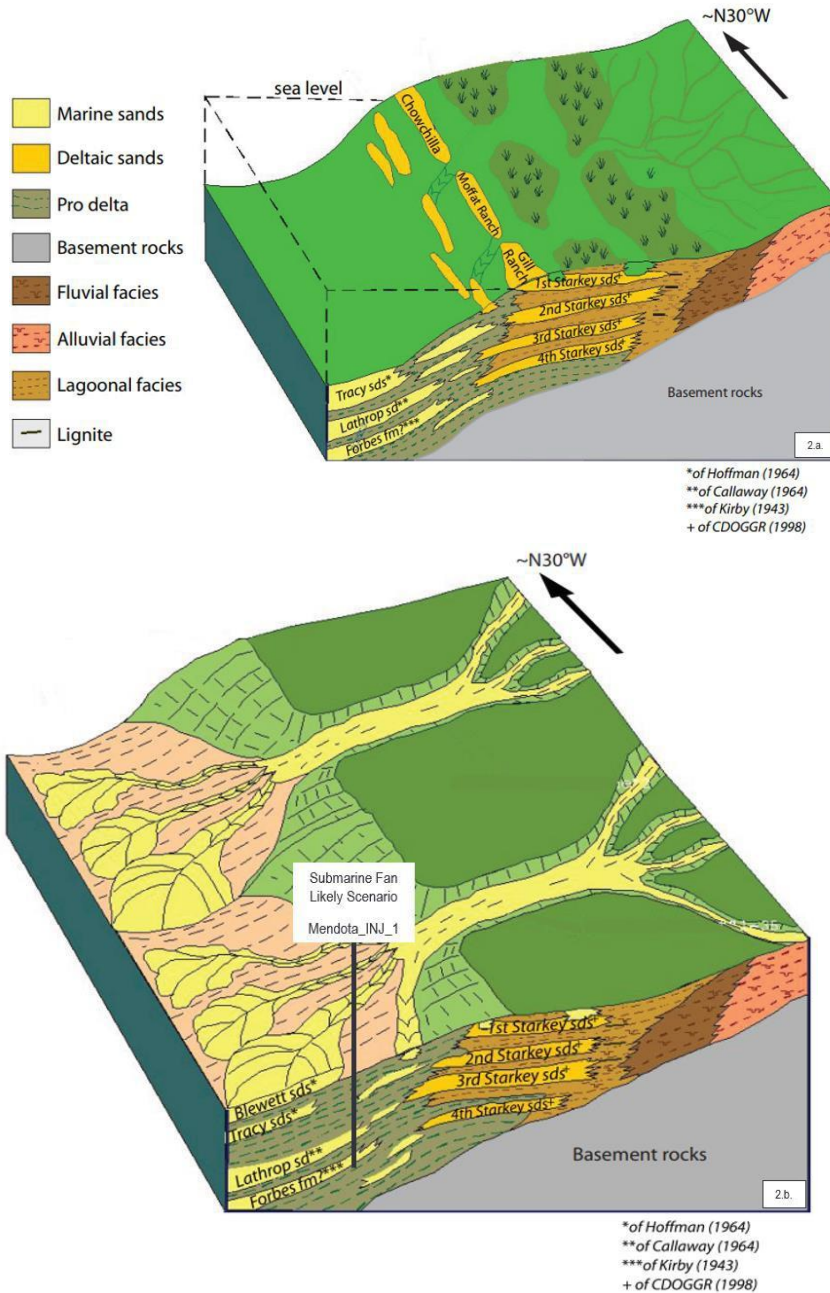 ~N30°W
sea level
Marine sands
Deltaic sands
Pro delta
Basement rocks
Fluvial facies
Alluvial facies
Lagoonal facies
Lignite
Chowchilla
Moffat Ranch
Gill
Ranch
1st Starkey sds+
2nd Starkey sds+
3rd Starkey sds+
4th Starkey sds+
Tracy sds*
Lathrop sd**
Forbes fm?***
Basement rocks
2.a.
*of Hoffman (1964)
**of Callaway (1964)
***of Kirby (1943)
+ of CDOGGR (1998)
~N30°W
Submarine Fan
Likely Scenario
Mendota_INJ_1
1st Starkey sds+
2nd Starkey sds+
3rd Starkey sds+
4th Starkey sds+
Blewett sds*
Tracy sds*
Lathrop sd**
Forbes fm?***
Basement rocks
2.b.
*of Hoffman (1964)
**of Callaway (1964)
***of Kirby (1943)
+ of CDOGGR (1998)